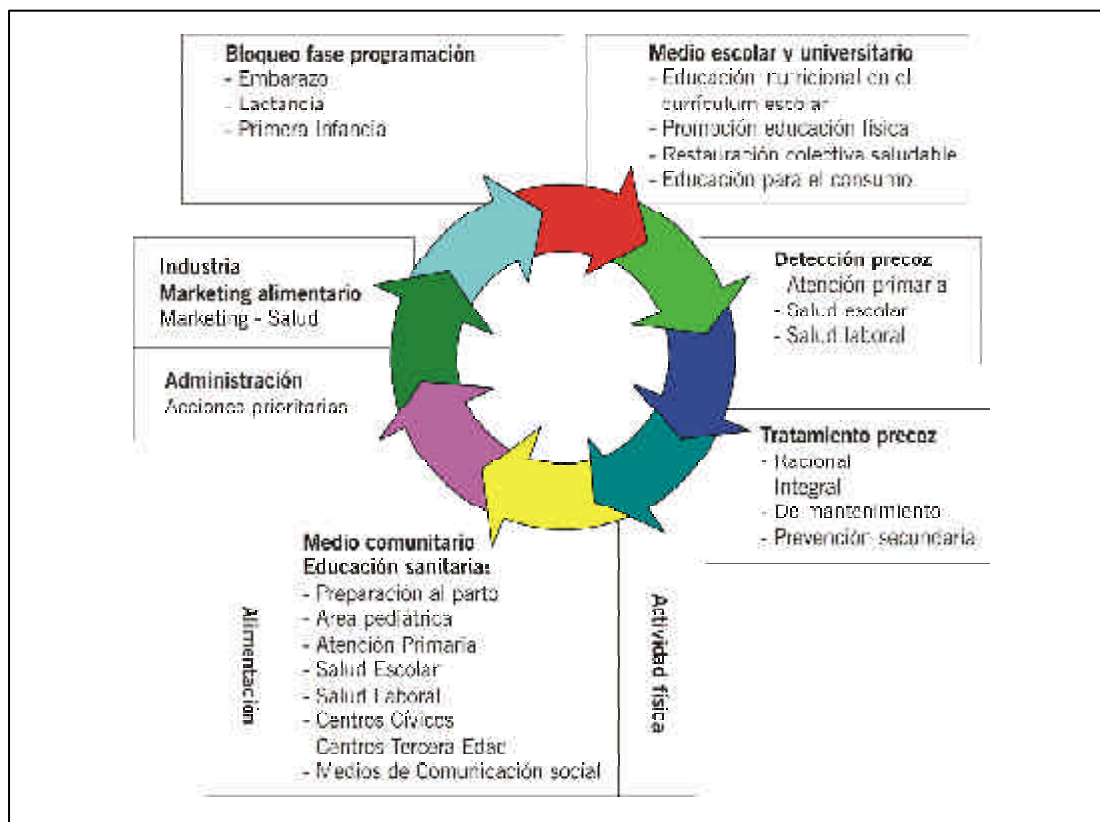 Bloqueo fase programación
- Embarazo
- Lactancia
- Primera Infancia
Medio escolar y universitario
- Educación nutricional en el
currículum escolar
- Promoción educación física
- Restauración colectiva saludable
- Educación para el consumo
Industria
Marketing alimentario
Marketing - Salud
Detección precoz
Atención primaria
- Salud escolar
- Salud laboral
Administración
Acciones prioritarias
Tratamiento precoz
- Racional
Integral
- De mantenimiento
- Prevención secundaria
Medio comunitario
Educación sanitaria:
- Preparación al parto
- Area pediátrica
- Atención Primaria
- Salud Escolar
- Salud Laboral
- Centros Cívicos
Centros Tercera Edad
- Medios de Comunicación social
Alimentación
Actividad física